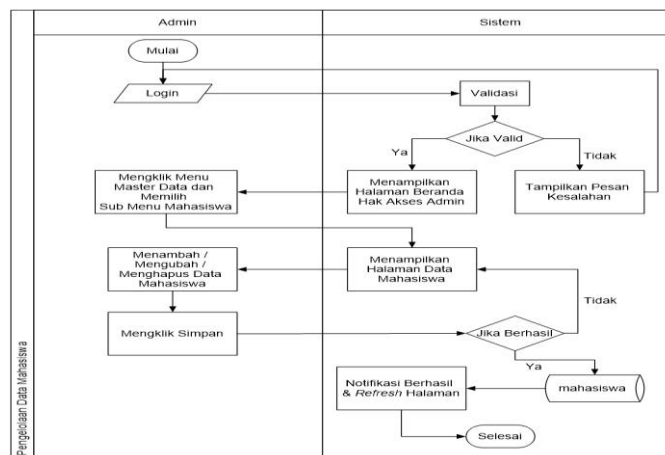 Admin
Sistem
Mulai
Login
Validasi
Jika Valid
Ya
Tidak
Mengklik Menu
Master Data dan
Memilih
Sub Menu Mahasiswa
Menampilkan
Halaman Beranda
Hak Akses Admin
Tampilkan Pesan
Kesalahan
Menambah /
Mengubah /
Menghapus Data
Mahasiswa
Menampilkan
Halaman Data
Mahasiswa
Tidak
Mengklik Simpan
Jika Berhasil
Ya
Notifikasi Berhasil
& Refresh Halaman
mahasiswa
Selesai
Pengelolaan Data Mahasiswa